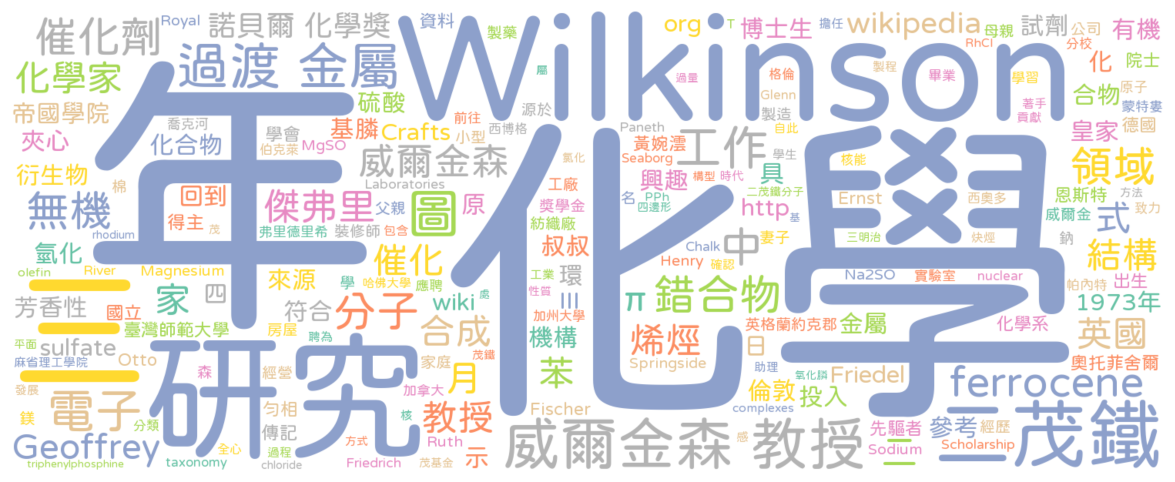 Royal
諾貝爾 化學獎
資料
製藥
催化劑
過渡 金屬
Wilkinson
org
博士生
擔任
wikipedia
母親
試劑
公司
有機
RhCl
分校
化
院士
化學家
硫酸
屬
源於
過量
格倫
Glenn
製程
畢業
學習
合物
原子
蒙特婁
帝國學院
喬克河
學會
基膦
Crafts
前往
小型
西博格
製造
自此
著手
貢獻
皇家
德國
夾心
化合物
伯克萊
MgSO
Paneth
黃婉澐
工作
核能
衍生物
棉
威爾金森
氯化
Seaborg
學生
領域
無機
回到
Laboratories
工廠
興趣
構型
時代
具
二茂鐵分子
年
化學
得主
傑弗里
父親
圖
原
獎學金
名
PPh
四邊形
http
基
Ernst
西奧多
恩斯特
威爾金
式
方法
致力
rhodium
茂
弗里德里希
裝修師
包含
紡織廠
妻子
三明治
炔烴
鈉
氫化
叔叔
Chalk
中
結構
olefin
River
Magnesium
來源
學
催化
哈佛大學
應聘
工業
處
環
Henry
確認
Na2SO
實驗室
nuclear
帕內特
出生
二
芳香性
國立
家
四
符合
分子
wiki
性質
III
π
錯合物
1973年
一
臺灣師範大學
房屋
聘為
合成
加州大學
機構
烯烴
英格蘭約克郡
金屬
化學系
英國
平面
sulfate
研究
日
麻省理工學院
Otto
森
經營
家庭
茂鐵
Springside
奧托菲舍爾
三
發展
加拿大
月
苯
氧化膦
助理
Friedel
ferrocene
電子
鎂
分類
勻相
核
教授
Fischer
complexes
倫敦
投入
二茂鐵
Geoffrey
全心
傳記
過程
方式
Ruth
示
威爾金森 教授
感
先驅者
參考
經歷
triphenylphosphine
taxonomy
chloride
Friedrich
茂基金
Sodium
Scholarship
一